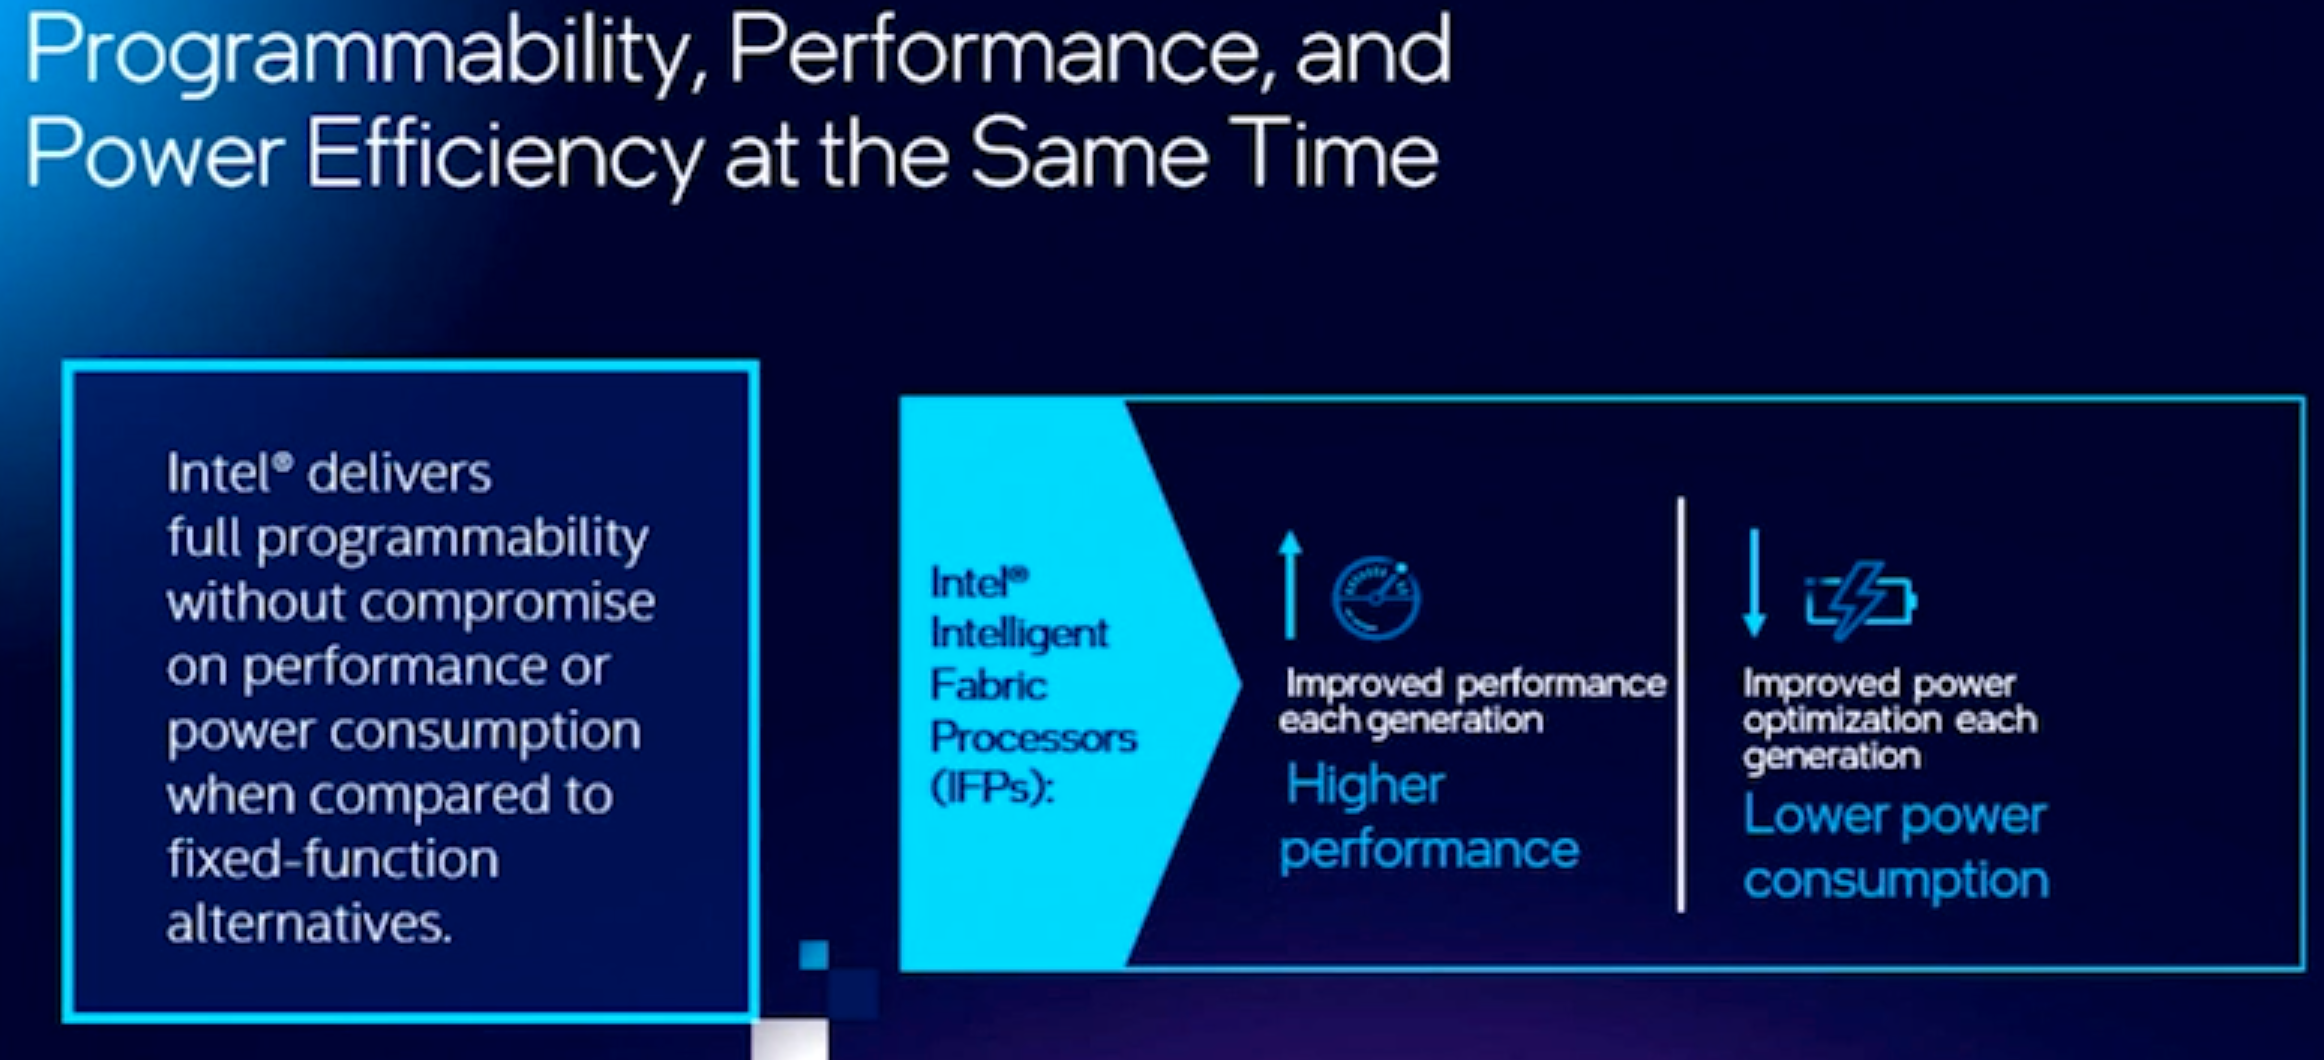 Programmability, Performance, and
Power Efficiency at the Same Time
Intel® delivers
full programmability
without compromise
on performance or
power consumption
when compared to
fixed-function
alternatives.
Intel®
Intelligent
Fabric
Processors
(IFPs):
Improved performance
each generation
Higher
performance
Improved power
optimization each
generation
Lower power
consumption